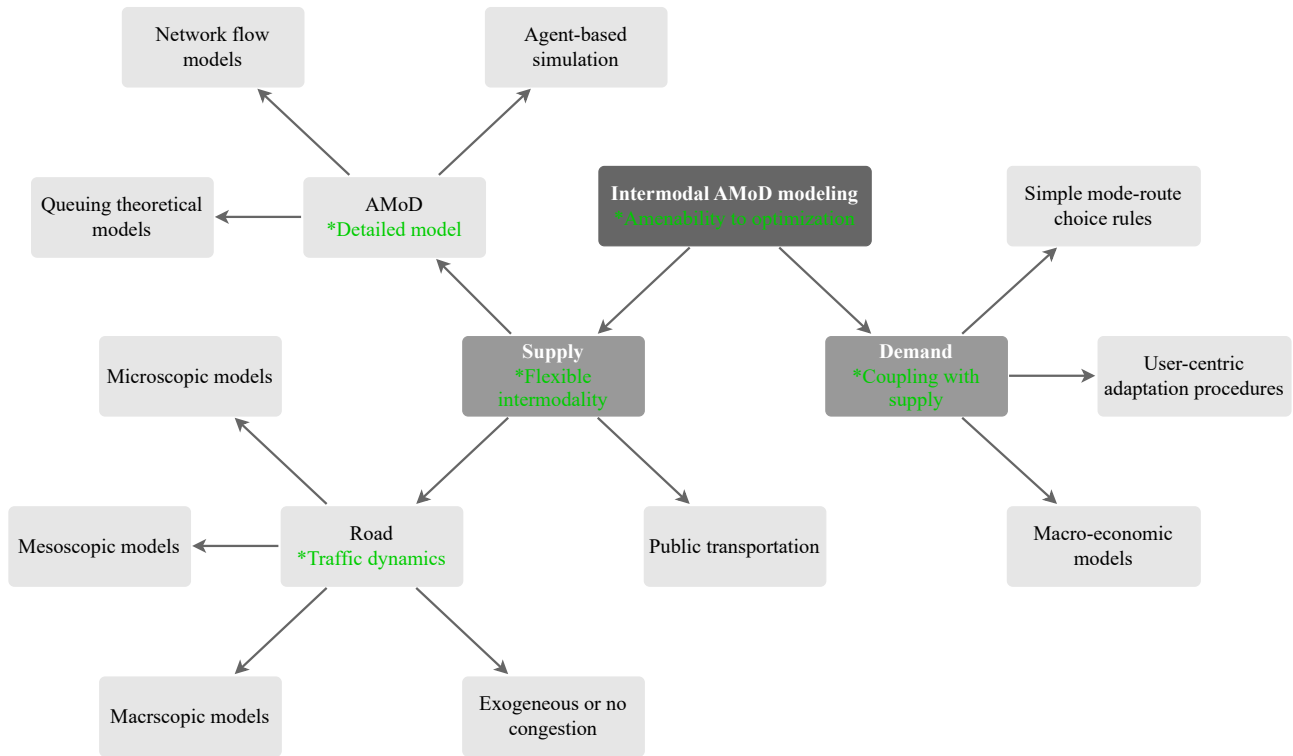 Network flow
models
Agent-based
simulation
Queuing theoretical
models
AMoD
*Detailed model
Intermodal AMoD modeling
*Amenability to optimization
Simple mode-route
choice rules
Microscopic models
Supply
*Flexible
intermodality
Demand
*Coupling with
supply
User-centric
adaptation procedures
Mesoscopic models
Road
*Traffic dynamics
Public transportation
Macro-economic
models
Macrscopic models
Exogeneous or no
congestion